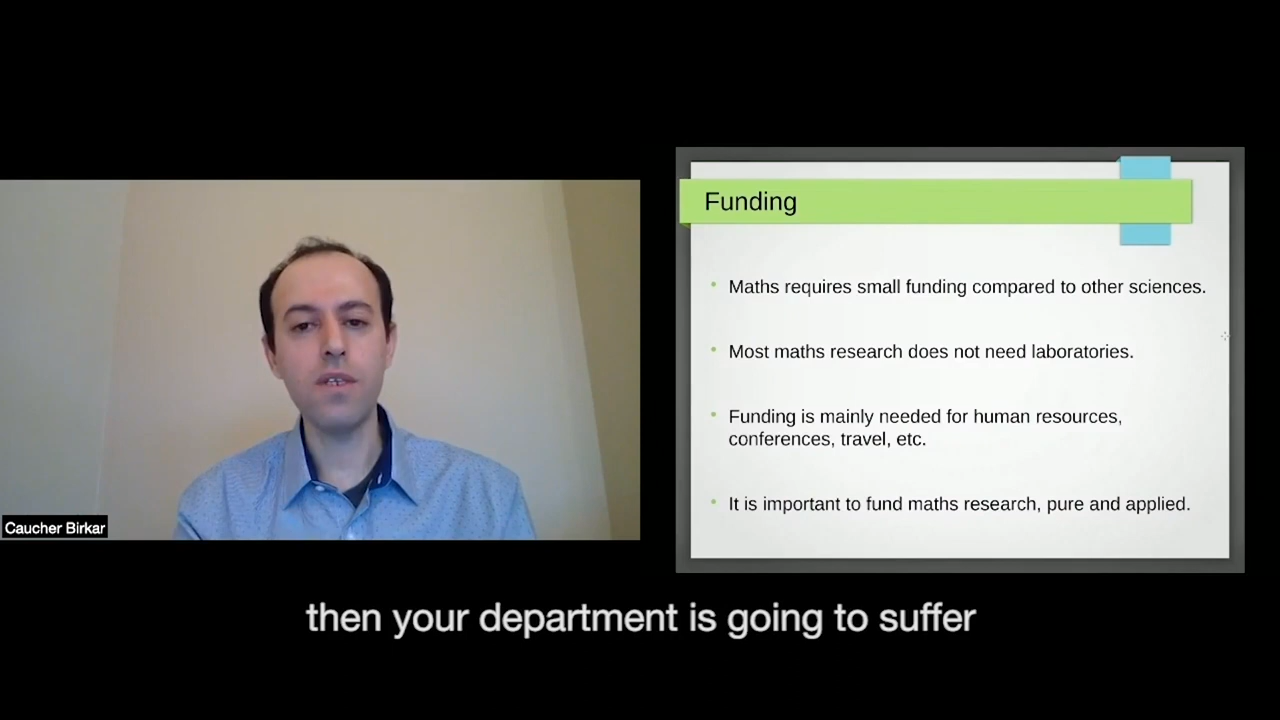 Funding
Maths requires small funding compared to other sciences.
Most maths research does not need laboratories.
Funding is mainly needed for human resources,
conferences, travel, etc.
It is important to fund maths research, pure and applied.
Caucher Birkar
then your department is going to suffer